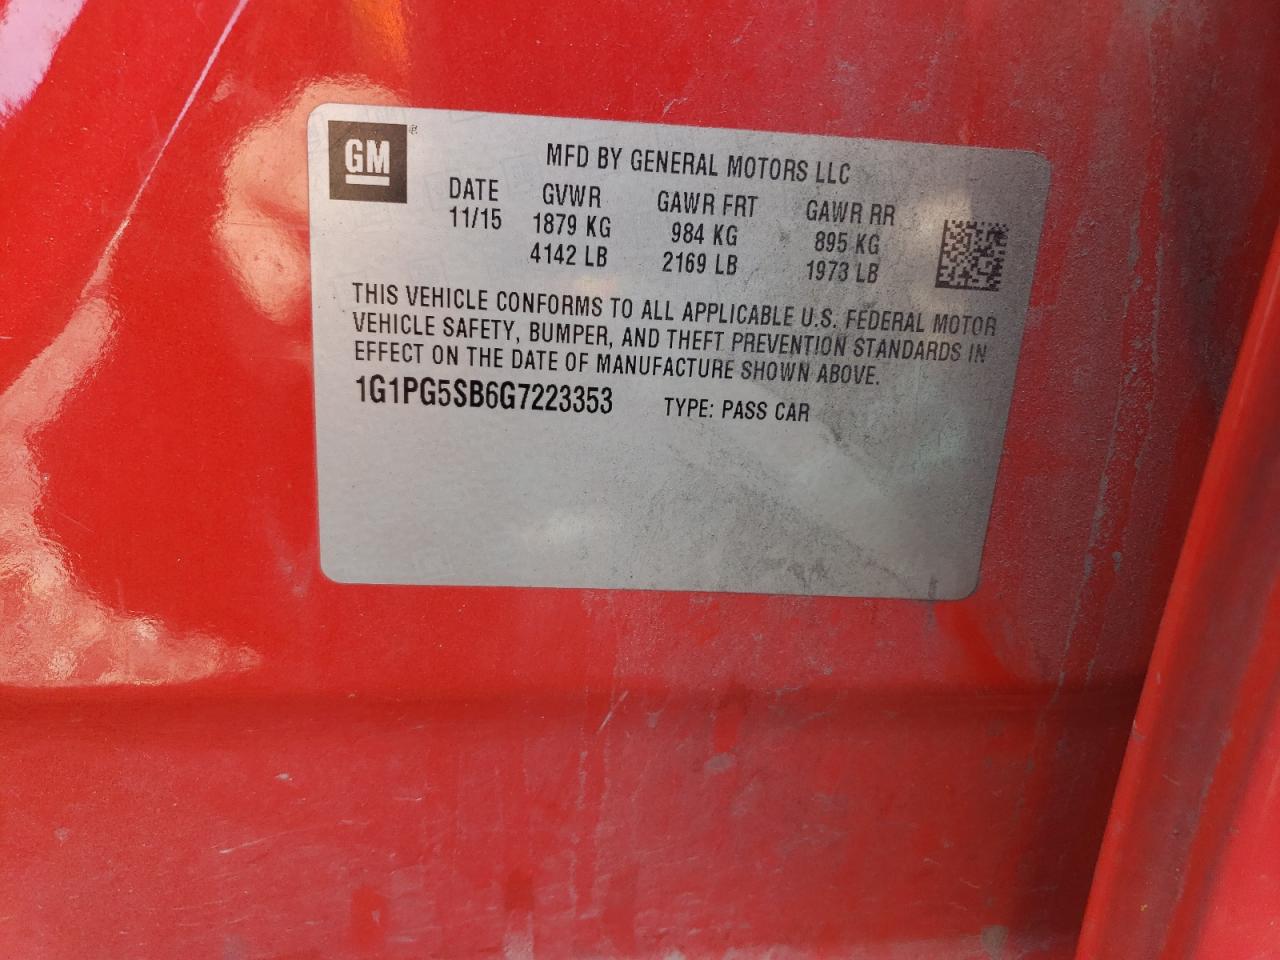 GM®
MFD BY GENERAL MOTORS LLC
DATE GVWR GAWR FRT GAWR RR
11/15 1879 KG 984 KG 895 KG
4142 LB 2169 LB 1973 LB
THIS VEHICLE CONFORMS TO ALL APPLICABLE U.S. FEDERAL MOTOR
VEHICLE SAFETY, BUMPER, AND THEFT PREVENTION STANDARDS IN
EFFECT ON THE DATE OF MANUFACTURE SHOWN ABOVE.
1G1PG5SB6G7223353 TYPE: PASS CAR